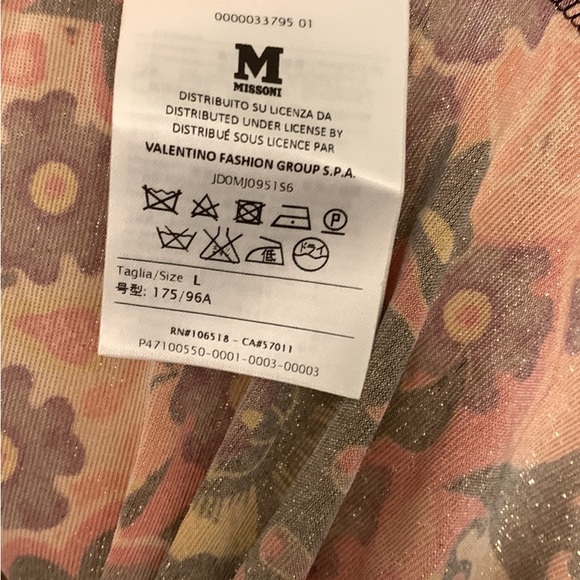 0000033795 01
M
MISSONI
DISTRIBUITO SU LICENZA DA
DISTRIBUTED UNDER LICENSE BY
DISTRIBUÉ SOUS LICENCE PAR
VALENTINO FASHION GROUP S.P.A.
JD0MJ0951S6
P
低 ドライ
Taglia/Size L
号型: 175/96A
RN#106518 - CA#57011
P47100550-0001-0003-00003